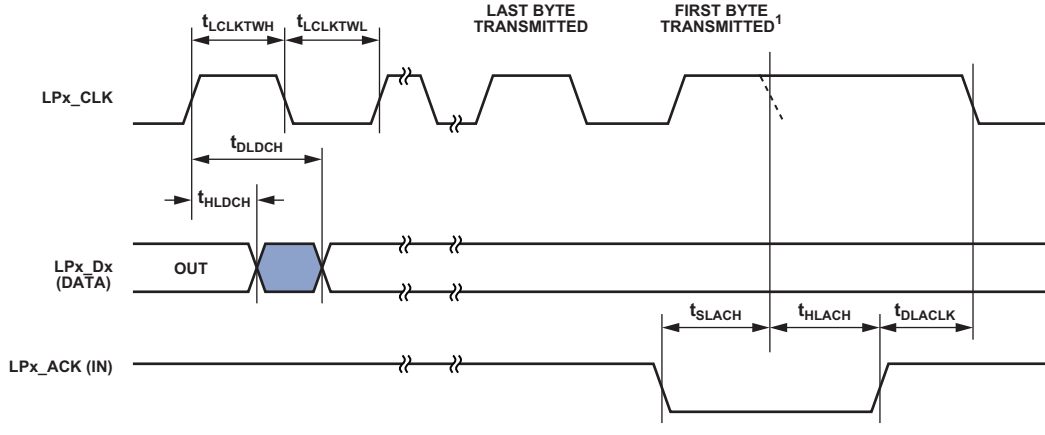 LAST BYTE
TRANSMITTED
FIRST BYTE
TRANSMITTED1
tLCLKTWH
tLCLKTWL
LPx_CLK
tDLDCH
tHLDCH
LPx_Dx
(DATA)
OUT
tSLACH
tHLACH
tDLACLK
LPx_ACK (IN)